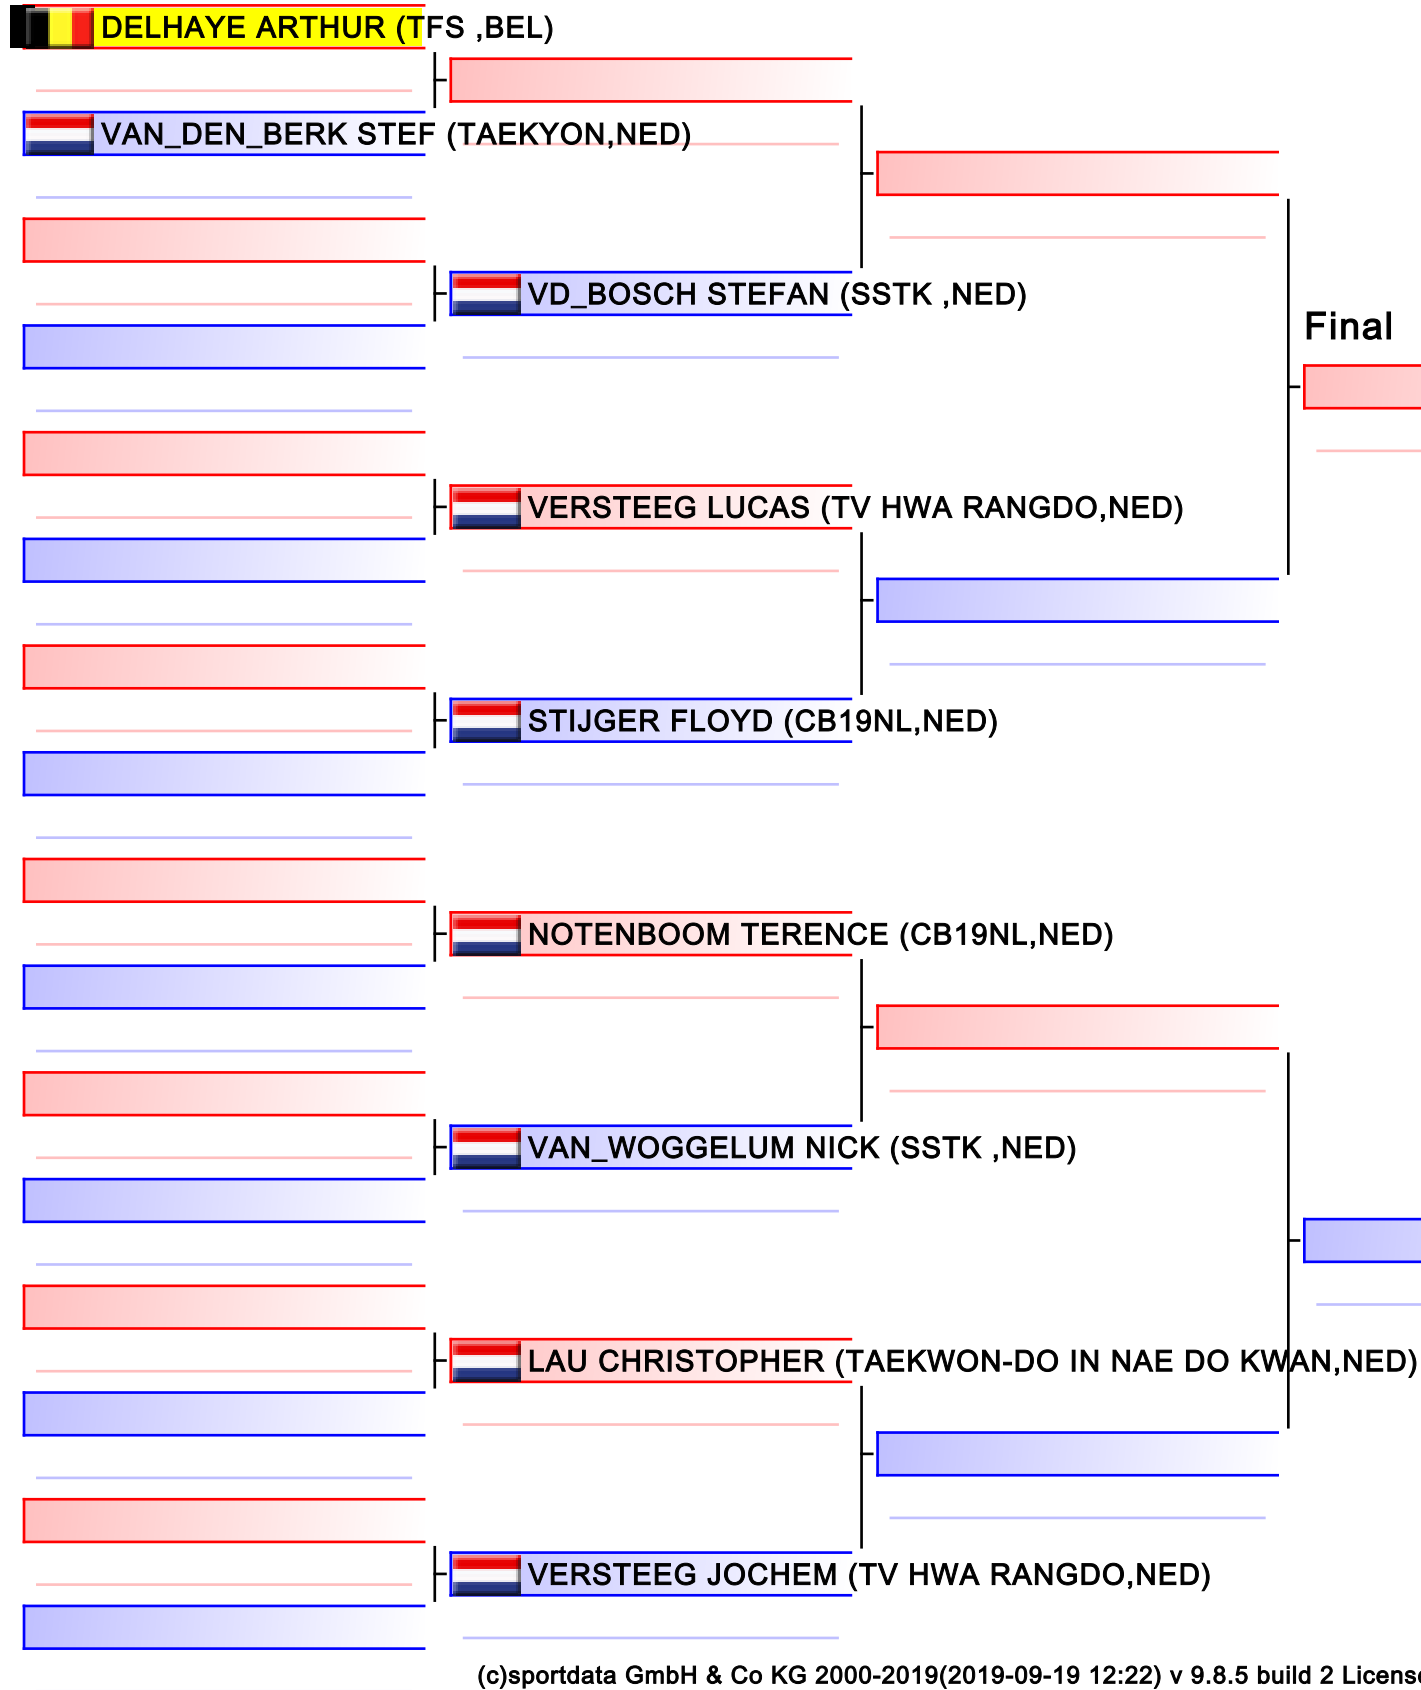 DELHAYE ARTHUR (TFS ,BEL)
VAN_DEN_BERK STEF (TAEKYON,NED)
VD_BOSCH STEFAN (SSTK ,NED)
Final
VERSTEEG LUCAS (TV HWA RANGDO,NED)
STIJGER FLOYD (CB19NL,NED)
NOTENBOOM TERENCE (CB19NL,NED)
VAN_WOGGELUM NICK (SSTK ,NED)
LAU CHRISTOPHER (TAEKWON-DO IN NAE DO KWAN,NED)
VERSTEEG JOCHEM (TV HWA RANGDO,NED)
(c)sportdata GmbH & Co KG 2000-2019(2019-09-19 12:22) v 9.8.5 build 2 License